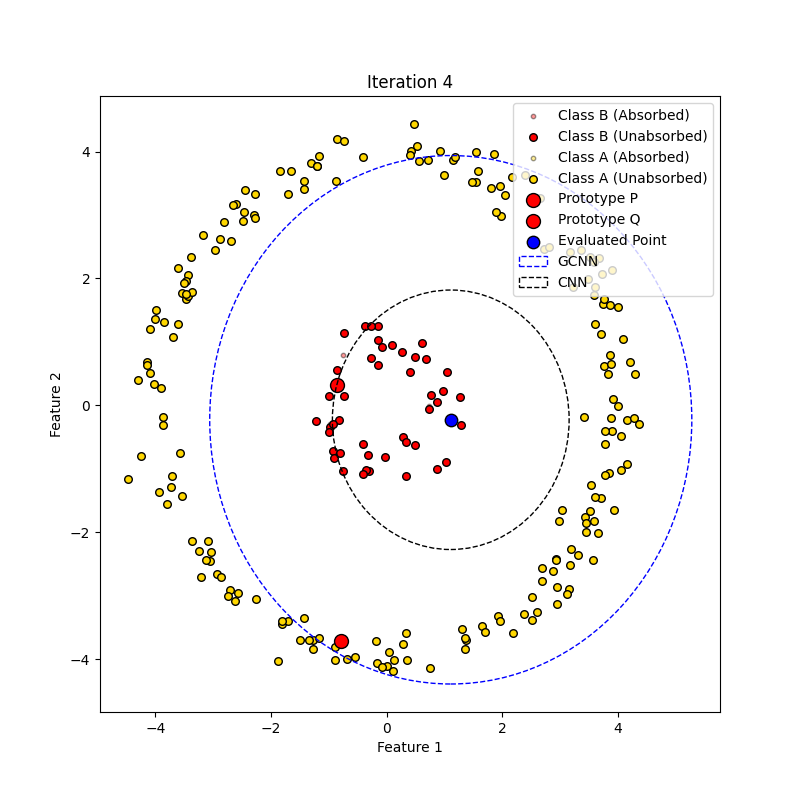 Iteration 4
Class B (Absorbed)
Class B (Unabsorbed)
Class A (Absorbed)
Class A (Unabsorbed)
Prototype P
Prototype Q
Evaluated Point
GCNN
CNN
4
2
0
−2
−4
Feature 2
−4 −2 0 2 4
Feature 1